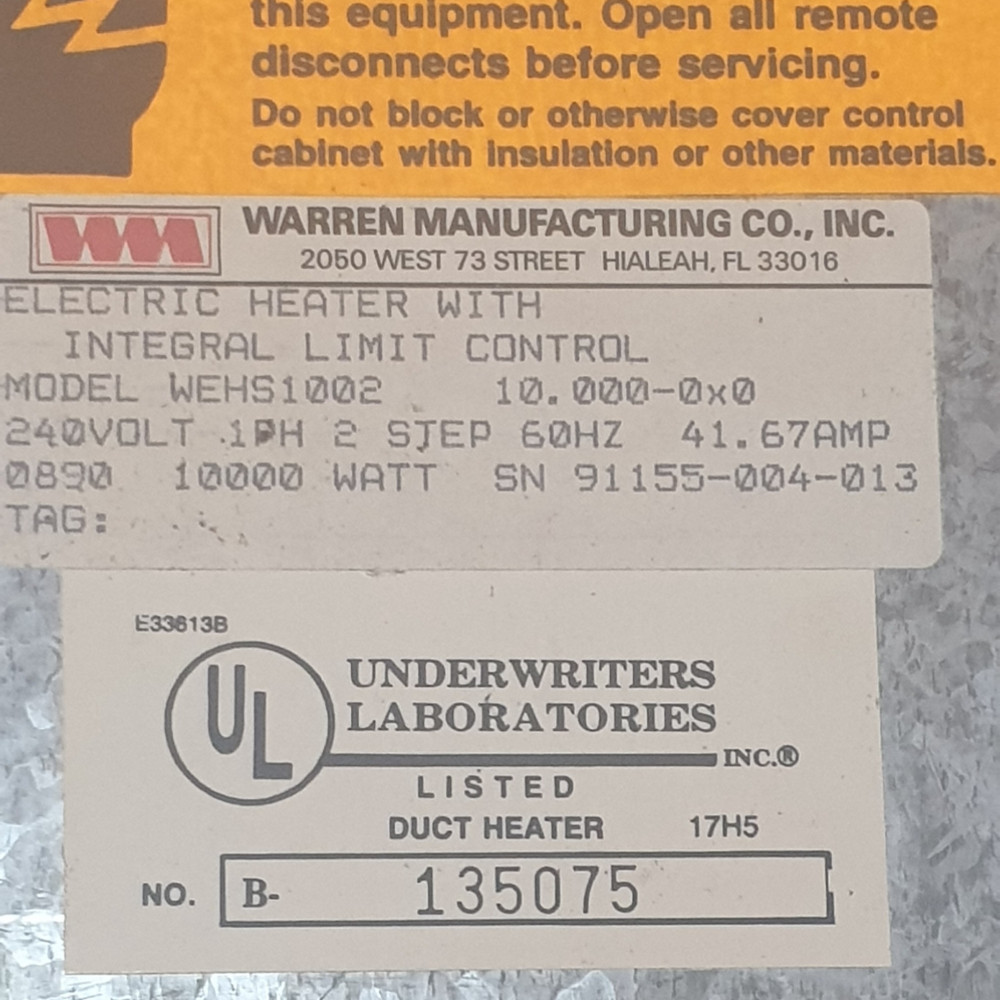 this equipment. Open all remote
disconnects before servicing.
Do not block or otherwise cover control
cabinet with insulation or other materials.
WM WARREN MANUFACTURING CO., INC.
2050 WEST 73 STREET HIALEAH, FL 33016
ELECTRIC HEATER WITH
INTEGRAL LIMIT CONTROL
MODEL WEHS1002 10.000-0x0
240VOLT 1PH 2 STEP 60HZ 41.67AMP
0890 10000 WATT SN 91155-004-013
TAG:
E33613B
UL UNDERWRITERS
LABORATORIES
INC.®
LISTED
DUCT HEATER 17H5
NO. B- 135075